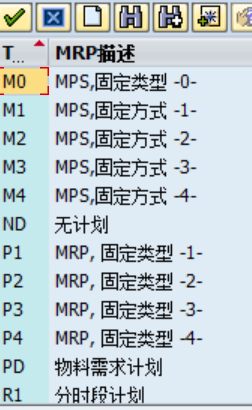 T... MRP描述
M0 MPS,固定类型 -0-
M1 MPS,固定方式 -1-
M2 MPS,固定方式 -2-
M3 MPS,固定方式 -3-
M4 MPS,固定方式 -4-
ND 无计划
P1 MRP, 固定类型 -1-
P2 MRP, 固定类型 -2-
P3 MRP, 固定类型 -3-
P4 MRP, 固定类型 -4-
PD 物料需求计划
R1 分时段计划